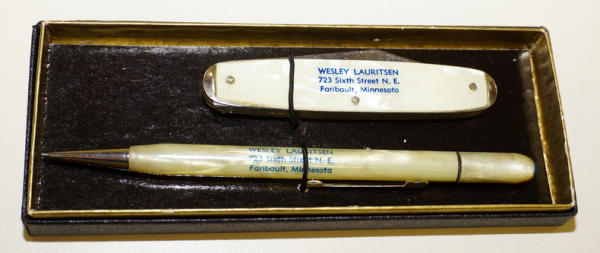 WESLEY LAURITSEN
723 Sixth Street N. E.
Faribault, Minnesota
WESLEY LAURITSEN
723 Sixth Street N. E.
Faribault, Minnesota